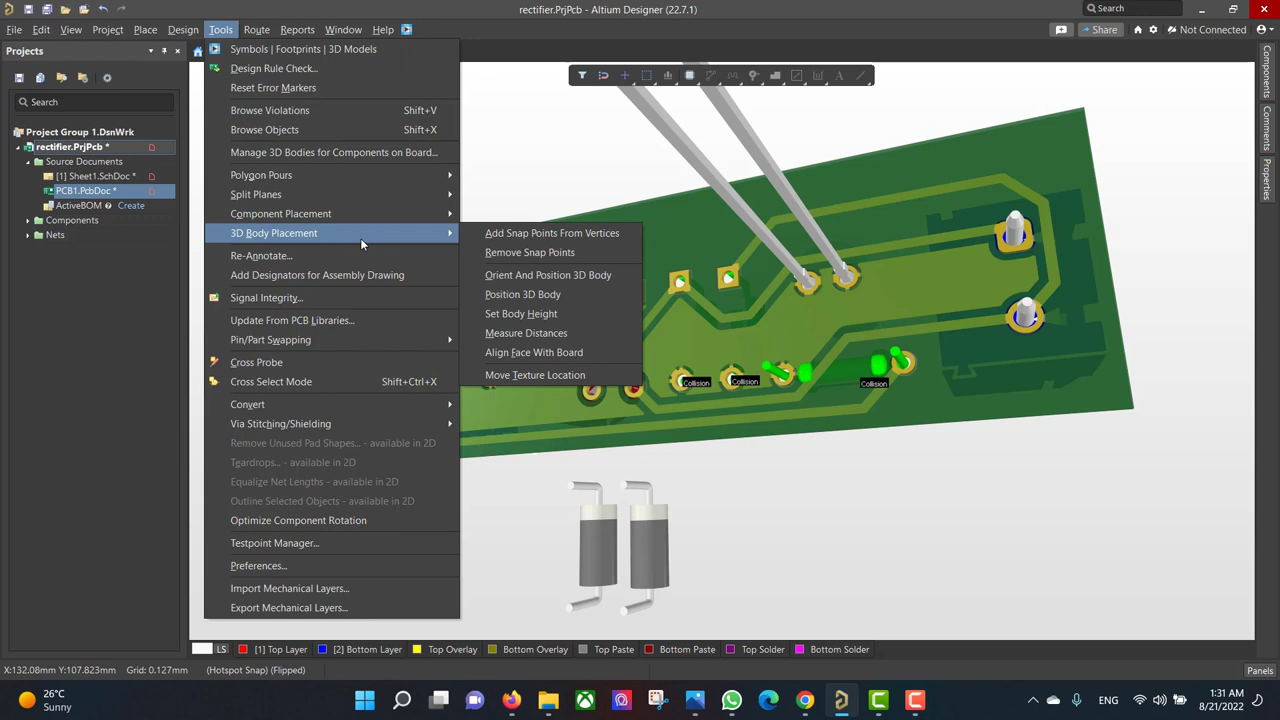 rectifier.PrjPcb - Altium Designer (22.7.1)
Search
File Edit View Project Place Design Tools Route Reports Window Help
Share
Not Connected
Projects
Search
Project Group 1.DsnWrk
rectifier.PrjPcb *
Source Documents
[1] Sheet1.SchDoc *
PCB1.PcbDoc *
ActiveBOM Create
Components
Nets
Symbols | Footprints | 3D Models
Design Rule Check...
Reset Error Markers
Browse Violations Shift+V
Browse Objects Shift+X
Manage 3D Bodies for Components on Board...
Polygon Pours
Split Planes
Component Placement
3D Body Placement
Re-Annotate...
Add Designators for Assembly Drawing
Signal Integrity...
Update From PCB Libraries...
Pin/Part Swapping
Cross Probe
Cross Select Mode Shift+Ctrl+X
Convert
Via Stitching/Shielding
Remove Unused Pad Shapes... - available in 2D
Teardrops... - available in 2D
Equalize Net Lengths - available in 2D
Outline Selected Objects - available in 2D
Optimize Component Rotation
Testpoint Manager...
Preferences...
Import Mechanical Layers...
Export Mechanical Layers...
Add Snap Points From Vertices
Remove Snap Points
Orient And Position 3D Body
Position 3D Body
Set Body Height
Measure Distances
Align Face With Board
Move Texture Location
Collision
Collision
Collision
Components
Comments
Properties
LS [1] Top Layer [2] Bottom Layer Top Overlay Bottom Overlay Top Paste Bottom Paste Top Solder Bottom Solder
X:132.08mm Y:107.823mm Grid: 0.127mm (Hotspot Snap) (Flipped)
Panels
26°C
Sunny
ENG
1:31 AM
8/21/2022